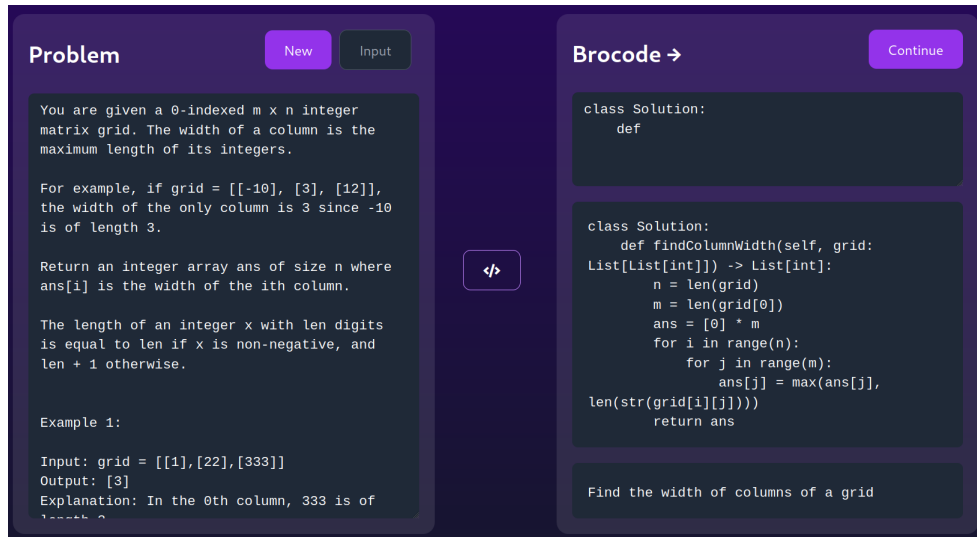 Problem
New
Input
You are given a 0-indexed m x n integer
matrix grid. The width of a column is the
maximum length of its integers.
For example, if grid = [[-10], [3], [12]],
the width of the only column is 3 since -10
is of length 3.
Return an integer array ans of size n where
ans[i] is the width of the ith column.
The length of an integer x with len digits
is equal to len if x is non-negative, and
len + 1 otherwise.
Example 1:
Input: grid = [[1],[22],[333]]
Output: [3]
Explanation: In the 0th column, 333 is of
</>
Brocode →
Continue
class Solution:
    def
class Solution:
    def findColumnWidth(self, grid:
List[List[int]]) -> List[int]:
        n = len(grid)
        m = len(grid[0])
        ans = [0] * m
        for i in range(n):
            for j in range(m):
                ans[j] = max(ans[j],
len(str(grid[i][j])))
        return ans
Find the width of columns of a grid